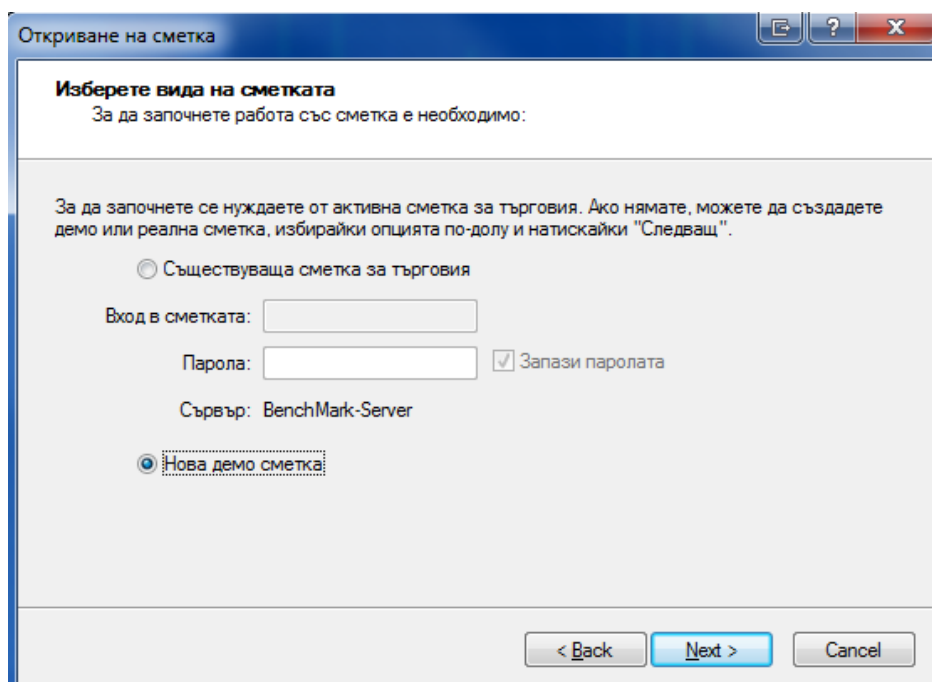 Откриване на сметка
?
Изберете вида на сметката
За да започнете работа със сметка е необходимо:
За да започнете се нуждаете от активна сметка за търговия. Ако нямате, можете да създадете
демо или реална сметка, избирайки опцията по-долу и натискайки "Следващ".
Съществуваща сметка за търговия
Вход в сметката:
Парола:
Запази паролата
Сървър: BenchMark-Server
Нова демо сметка
< Back
Next >
Cancel